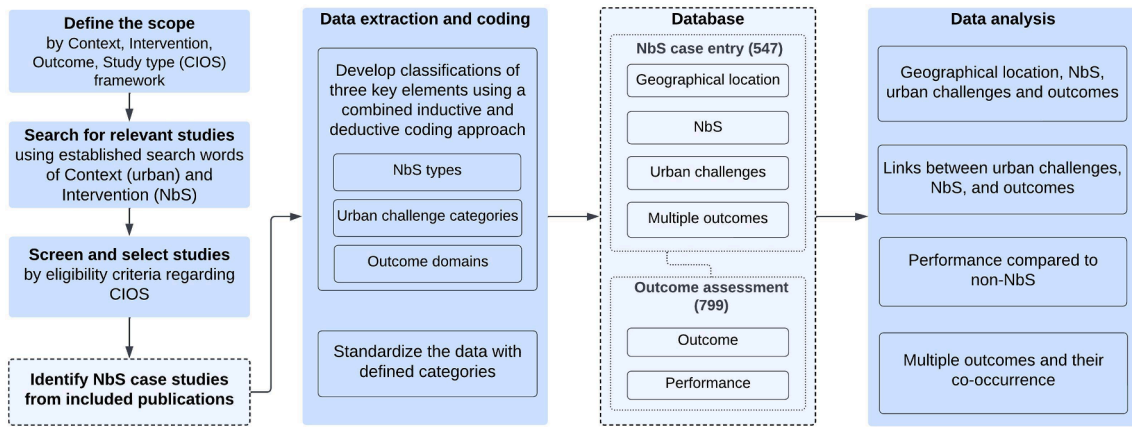 Define the scope
by Context, Intervention,
Outcome, Study type (CIOS)
framework
Search for relevant studies
using established search words
of Context (urban) and
Intervention (NbS)
Screen and select studies
by eligibility criteria regarding
CIOS
Identify NbS case studies
from included publications
Data extraction and coding
Develop classifications of
three key elements using a
combined inductive and
deductive coding approach
NbS types
Urban challenge categories
Outcome domains
Standardize the data with
defined categories
Database
NbS case entry (547)
Geographical location
NbS
Urban challenges
Multiple outcomes
Outcome assessment
(799)
Outcome
Performance
Data analysis
Geographical location, NbS,
urban challenges and outcomes
Links between urban challenges,
NbS, and outcomes
Performance compared to
non-NbS
Multiple outcomes and their
co-occurrence